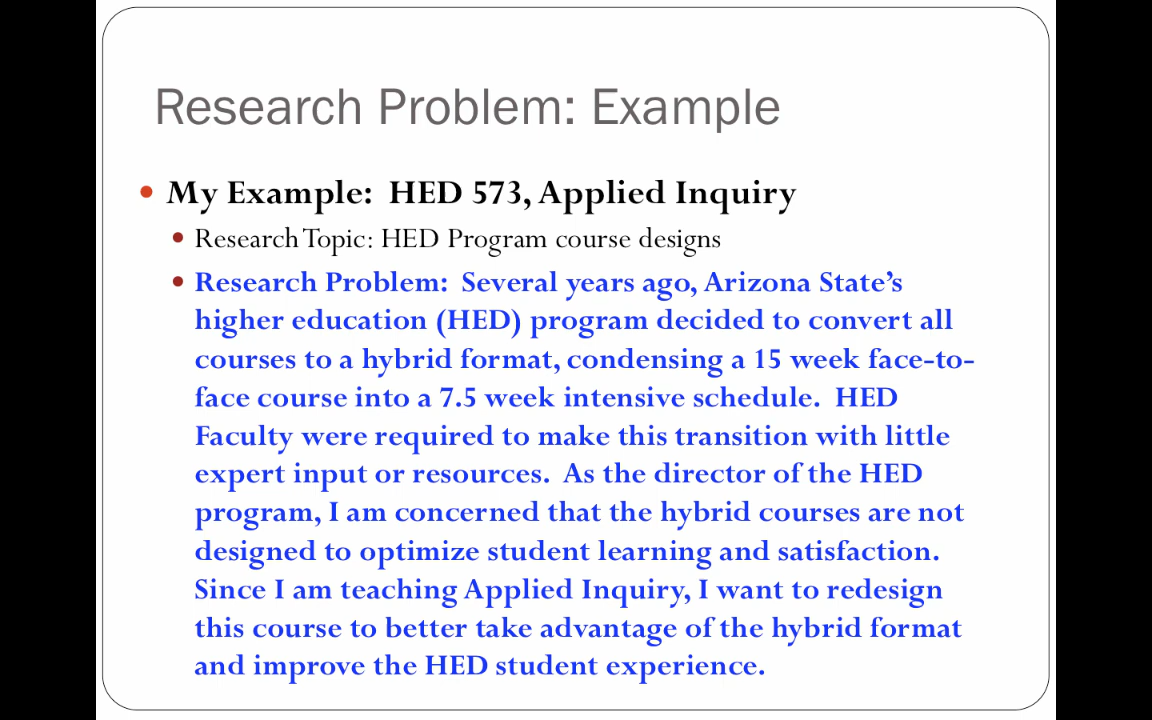 Research Problem: Example
My Example: HED 573, Applied Inquiry
Research Topic: HED Program course designs
Research Problem: Several years ago, Arizona State’s
higher education (HED) program decided to convert all
courses to a hybrid format, condensing a 15 week face-to-
face course into a 7.5 week intensive schedule. HED
Faculty were required to make this transition with little
expert input or resources. As the director of the HED
program, I am concerned that the hybrid courses are not
designed to optimize student learning and satisfaction.
Since I am teaching Applied Inquiry, I want to redesign
this course to better take advantage of the hybrid format
and improve the HED student experience.